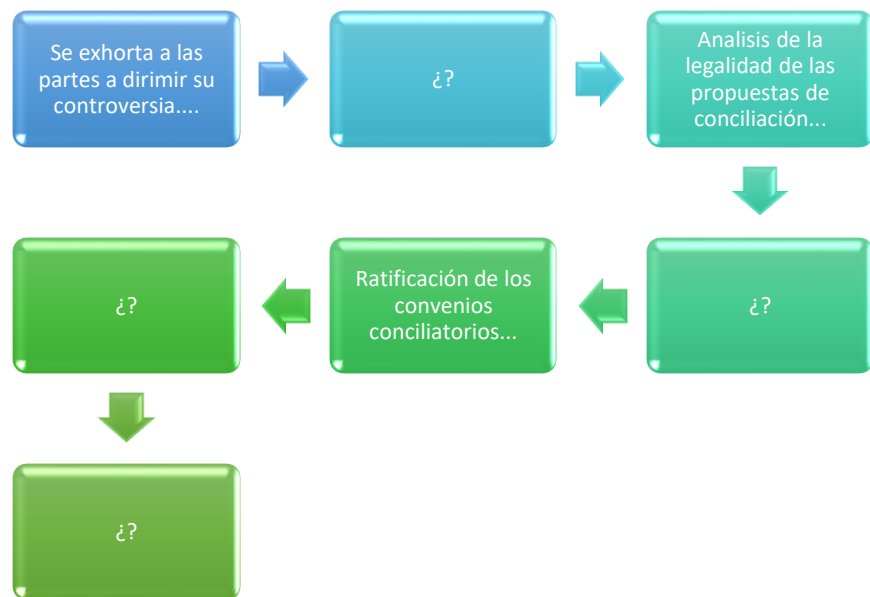 Se exhorta a las
partes a dirimir su
controversia....
¿?
Analisis de la
legalidad de las
propuestas de
conciliación...
¿?
Ratificación de los
convenios
conciliatorios...
¿?
¿?